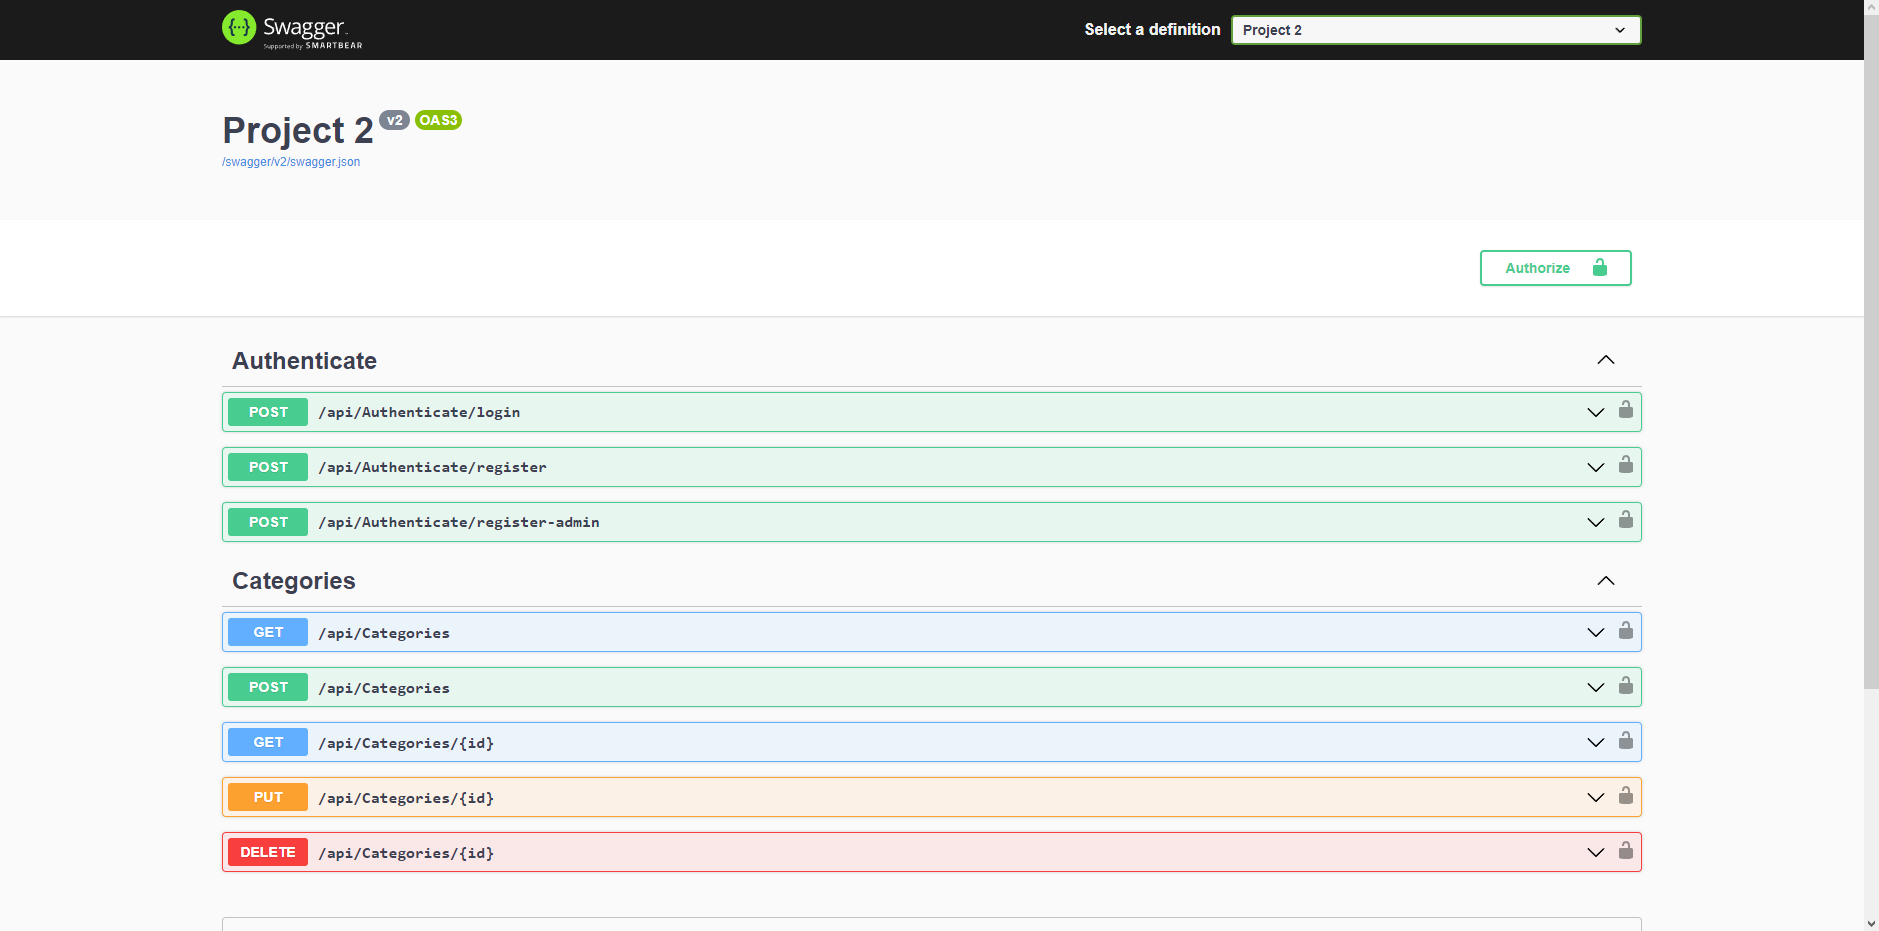 {···} Swagger
Supported by SMARTBEAR
Select a definition
Project 2
Project 2 v2 OAS3
/swagger/v2/swagger.json
Authorize
Authenticate
POST /api/Authenticate/login
POST /api/Authenticate/register
POST /api/Authenticate/register-admin
Categories
GET /api/Categories
POST /api/Categories
GET /api/Categories/{id}
PUT /api/Categories/{id}
DELETE /api/Categories/{id}